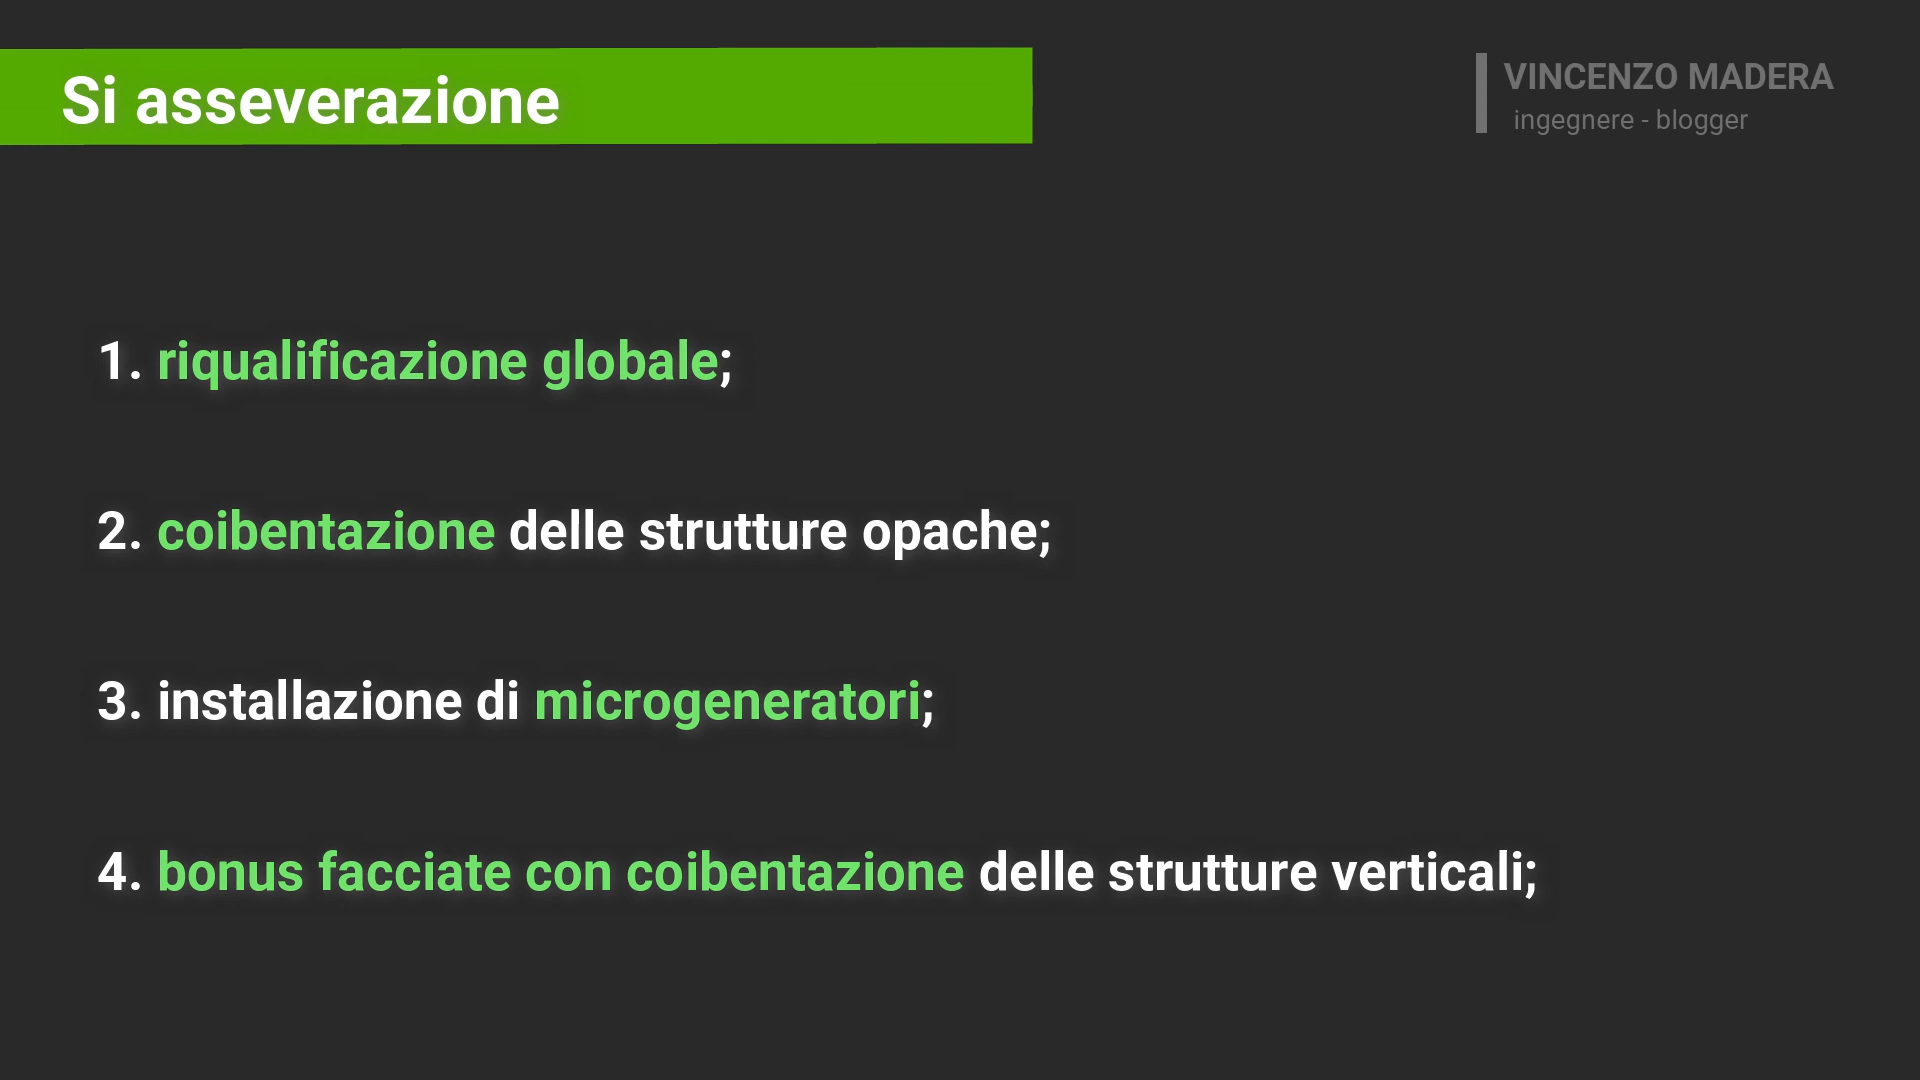 Si asseverazione
VINCENZO MADERA
ingegnere - blogger
1. riqualificazione globale;
2. coibentazione delle strutture opache;
3. installazione di microgeneratori;
4. bonus facciate con coibentazione delle strutture verticali;